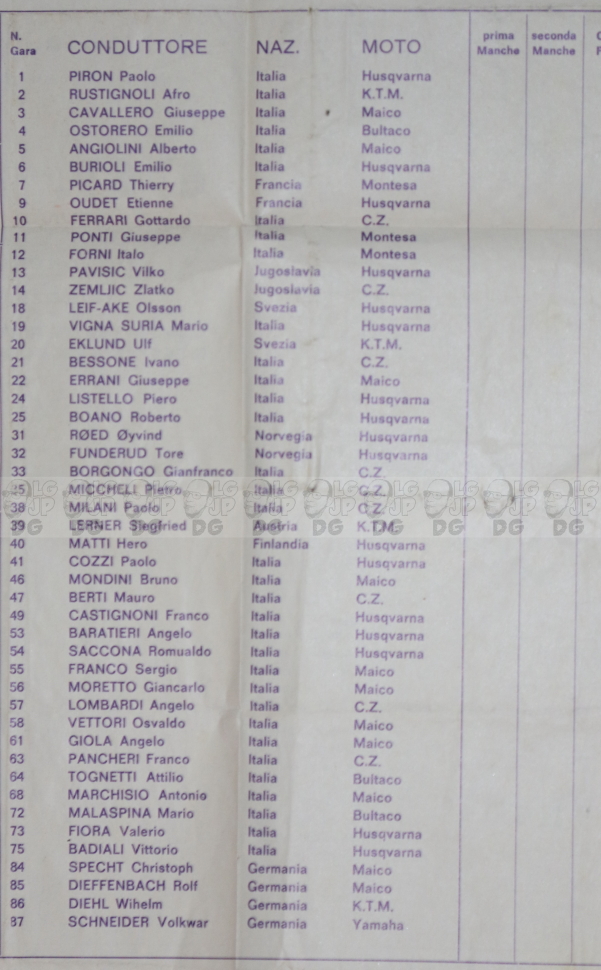 N. Gara CONDUTTORE NAZ. MOTO prima Manche seconda Manche
1 PIRON Paolo Italia Husqvarna
2 RUSTIGNOLI Afro Italia K.T.M.
3 CAVALLERO Giuseppe Italia Maico
4 OSTORERO Emilio Italia Bultaco
5 ANGIOLINI Alberto Italia Maico
6 BURIOLI Emilio Italia Husqvarna
7 PICARD Thierry Francia Montesa
9 OUDET Etienne Francia Husqvarna
10 FERRARI Gottardo Italia C.Z.
11 PONTI Giuseppe Italia Montesa
12 FORNI Italo Italia Montesa
13 PAVISIC Vilko Jugoslavia Husqvarna
14 ZEMLJIC Zlatko Jugoslavia C.Z.
18 LEIF-AKE Olsson Svezia Husqvarna
19 VIGNA SURIA Mario Italia Husqvarna
20 EKLUND Ulf Svezia K.T.M.
21 BESSONE Ivano Italia C.Z.
22 ERRANI Giuseppe Italia Maico
24 LISTELLO Piero Italia Husqvarna
25 BOANO Roberto Italia Husqvarna
31 RØED Øyvind Norvegia Husqvarna
32 FUNDERUD Tore Norvegia Husqvarna
33 BORGONGO Gianfranco Italia C.Z.
35 MICCHELI Pietro Italia C.Z.
38 MILANI Paolo Italia C.Z.
39 LERNER Siegfried Austria K.T.M.
40 MATTI Hero Finlandia Husqvarna
41 COZZI Paolo Italia Husqvarna
46 MONDINI Bruno Italia Maico
47 BERTI Mauro Italia C.Z.
49 CASTIGNONI Franco Italia Husqvarna
53 BARATIERI Angelo Italia Husqvarna
54 SACCONA Romualdo Italia Husqvarna
55 FRANCO Sergio Italia Maico
56 MORETTO Giancarlo Italia Maico
57 LOMBARDI Angelo Italia C.Z.
58 VETTORI Osvaldo Italia Maico
61 GIOLA Angelo Italia Maico
63 PANCHERI Franco Italia C.Z.
64 TOGNETTI Attilio Italia Bultaco
68 MARCHISIO Antonio Italia Maico
72 MALASPINA Mario Italia Bultaco
73 FIORA Valerio Italia Husqvarna
75 BADIALI Vittorio Italia Husqvarna
84 SPECHT Christoph Germania Maico
85 DIEFFENBACH Rolf Germania Maico
86 DIEHL Wihelm Germania K.T.M.
87 SCHNEIDER Volkwar Germania Yamaha